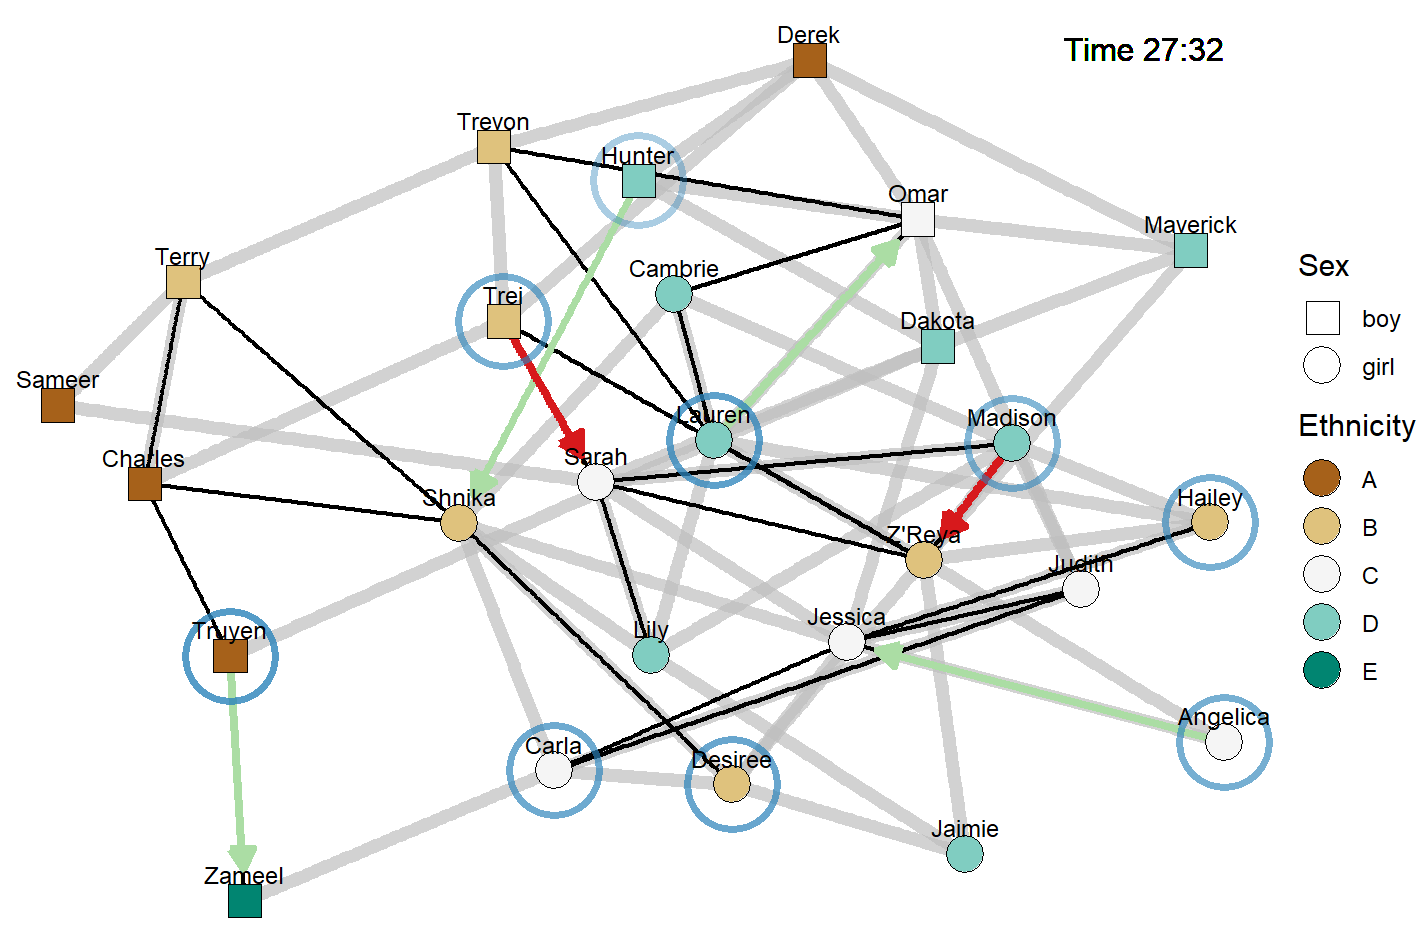 Derek
Time 27:32
Trevon
Hunter
Omar
Maverick
Terry
Cambrie
Sex
Trei
boy
Dakota
girl
Sameer
Lauren
Madison
Ethnicity
Charles
Sarah
A
Shnika
Hailey
B
Z'Reya
Judith
C
Jessica
D
Truyen
Lily
E
Angelica
Carla
Desiree
Jaimie
Zameel